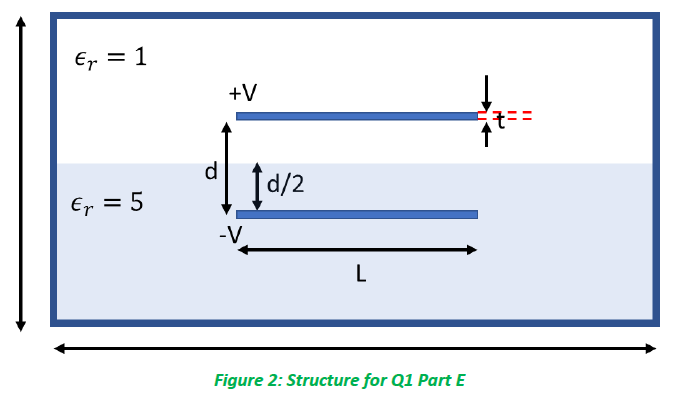 ϵᵣ = 1
+V
t
d
d/2
ϵᵣ = 5
-V
L
Figure 2: Structure for Q1 Part E